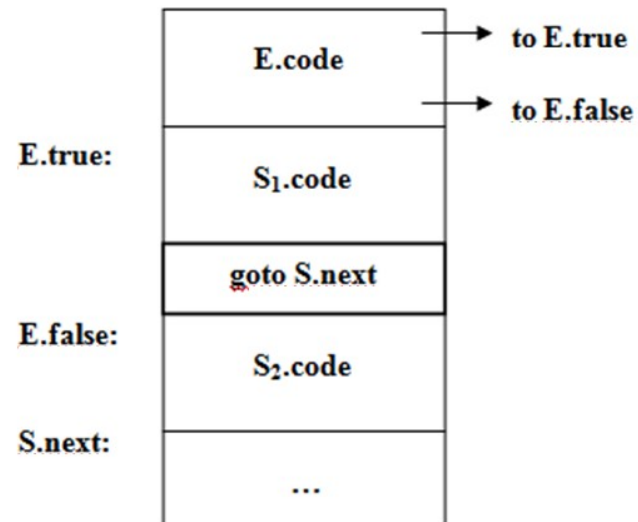 to E.true
E.code
to E.false
E.true:
S₁.code
goto S.next
E.false:
S₂.code
S.next:
...